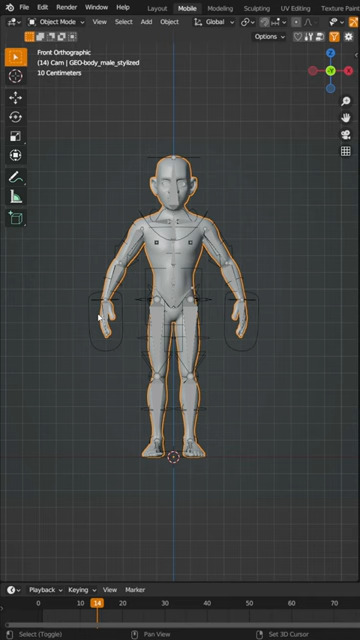 File Edit Render Window Help Layout Mobile Modeling Sculpting UV Editing Texture Paint
Object Mode View Select Add Object Global
Options
Front Orthographic
(14) Cam | GEO-body_male_stylized
10 Centimeters
Z
X
-Y
Playback Keying View Marker
0 10 14 20 30 40 50 60 70
Select (Toggle) Pan View Set 3D Cursor